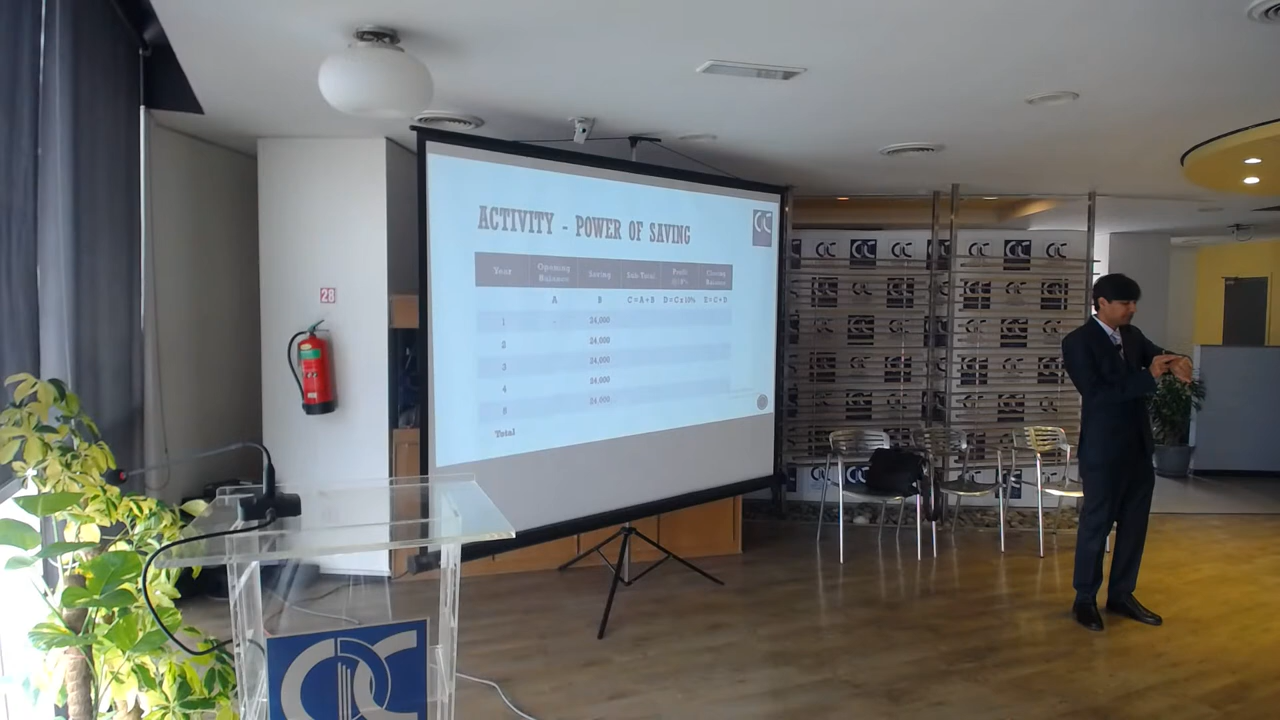 ACTIVITY - POWER OF SAVING
Year Opening Balance Saving Sub-Total Profit Closing Balance
A B C = A + B D = C x 10% E = C + D
1 - 24,000
2 24,000
3 24,000
4 24,000
5 24,000
Total
28